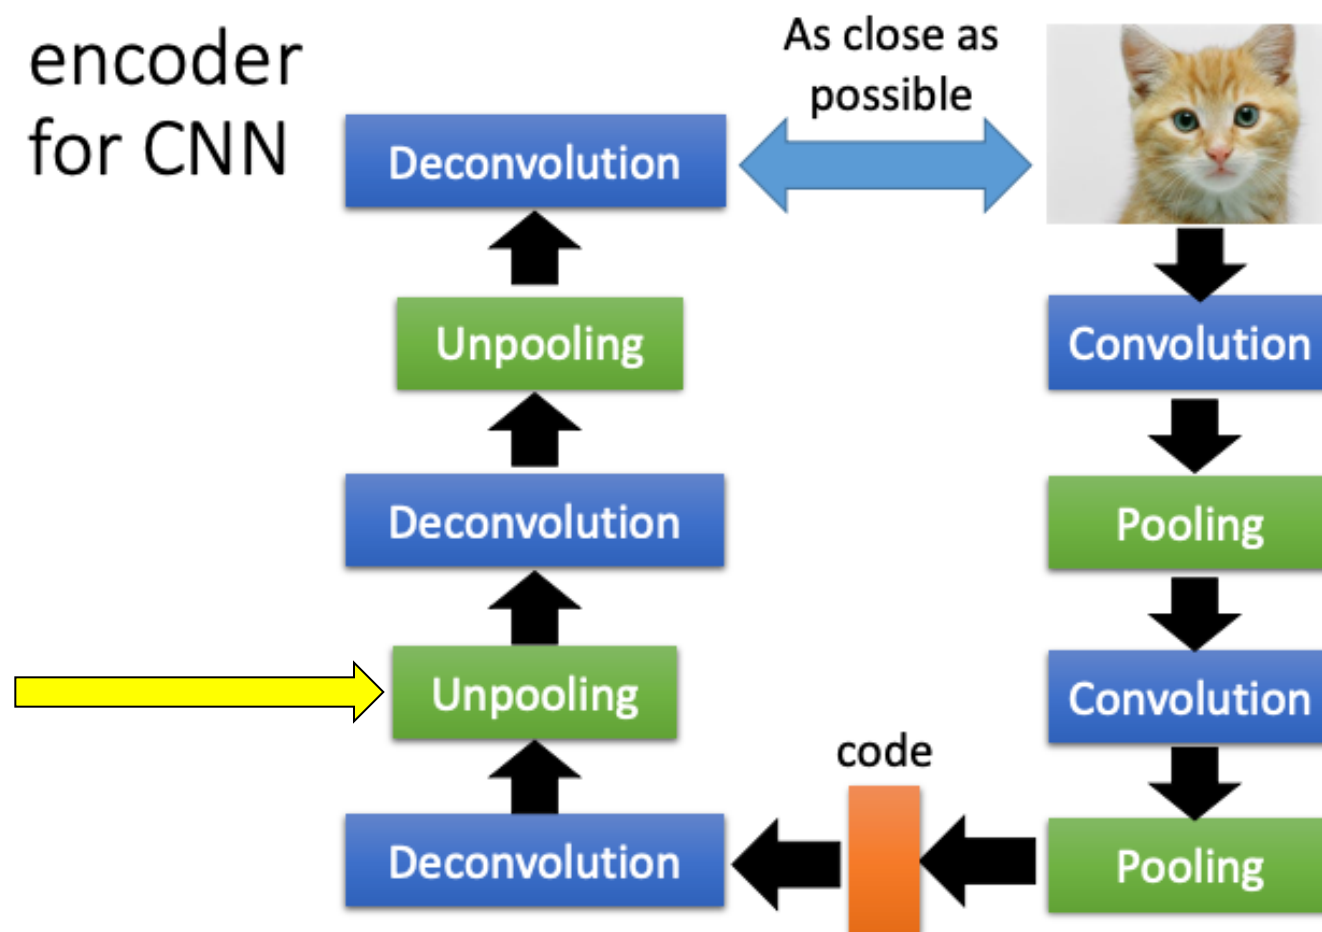 encoder
for CNN
As close as
possible
Deconvolution
Unpooling
Convolution
Deconvolution
Pooling
Unpooling
Convolution
code
Deconvolution
Pooling